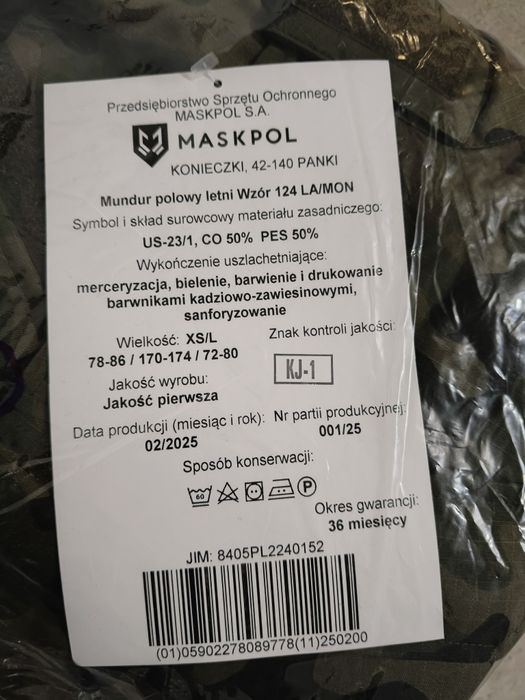 Przedsiębiorstwo Sprzętu Ochronnego
MASKPOL S.A.
MASKPOL
KONIECZKI, 42-140 PANKI
Mundur polowy letni Wzór 124 LA/MON
Symbol i skład surowcowy materiału zasadniczego:
US-23/1, CO 50% PES 50%
Wykończenie uszlachetniające:
merceryzacja, bielenie, barwienie i drukowanie
barwnikami kadziowo-zawiesinowymi,
sanforyzowanie
Wielkość: XS/L
78-86 / 170-174 / 72-80
Znak kontroli jakości:
KJ-1
Jakość wyrobu:
Jakość pierwsza
Data produkcji (miesiąc i rok):
02/2025
Nr partii produkcyjnej:
001/25
Sposób konserwacji:
60 P
Okres gwarancji:
36 miesięcy
JIM: 8405PL2240152
(01)05902278089778(11)250200